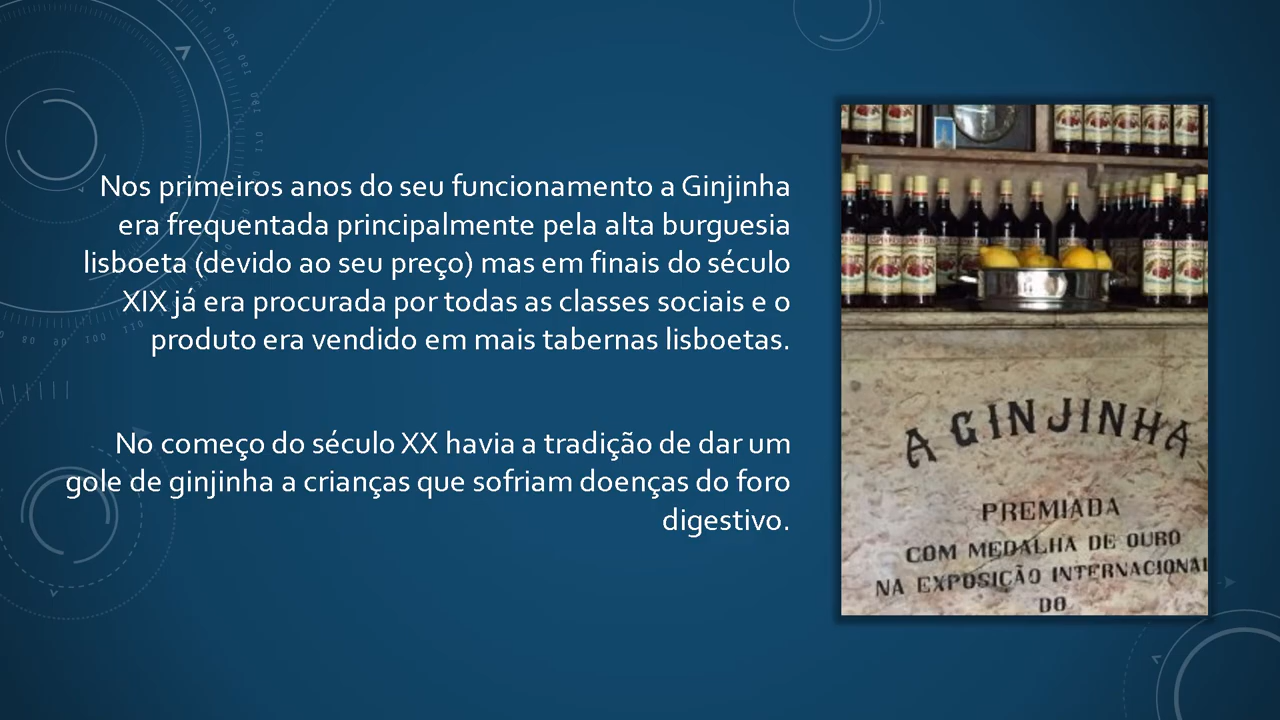 Nos primeiros anos do seu funcionamento a Ginjinha
era frequentada principalmente pela alta burguesia
lisboeta (devido ao seu preço) mas em finais do século
XIX já era procurada por todas as classes sociais e o
produto era vendido em mais tabernas lisboetas.
No começo do século XX havia a tradição de dar um
gole de ginjinha a crianças que sofriam doenças do foro
digestivo.
A GINJINHA
PREMIADA
COM MEDALHA DE OURO
NA EXPOSIÇÃO INTERNACIONAL
DO